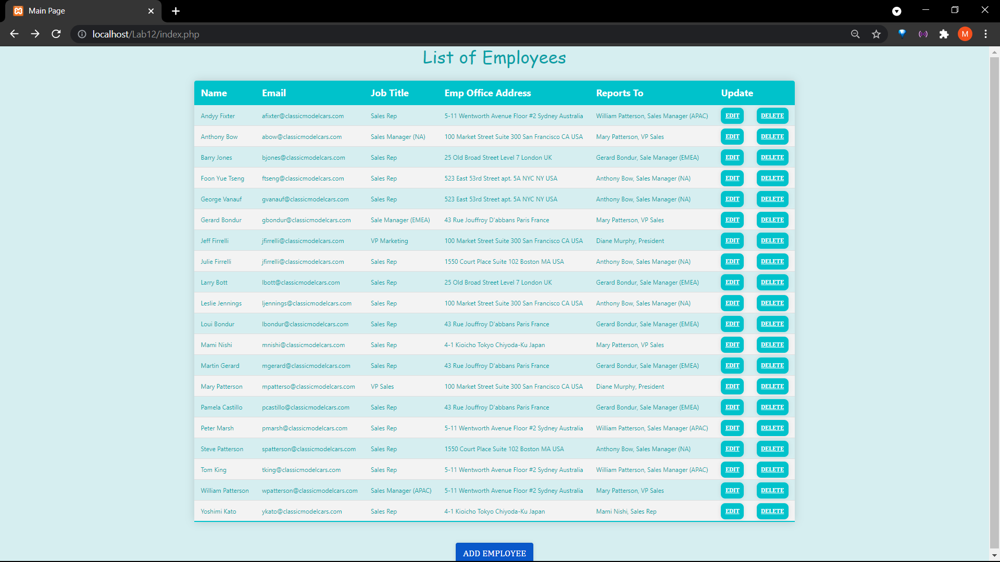 Main Page
localhost/Lab12/index.php
M
List of Employees
Name Email Job Title Emp Office Address Reports To Update
Andyy Fixter afixter@classicmodelcars.com Sales Rep 5-11 Wentworth Avenue Floor #2 Sydney Australia William Patterson, Sales Manager (APAC) EDIT DELETE
Anthony Bow abow@classicmodelcars.com Sales Manager (NA) 100 Market Street Suite 300 San Francisco CA USA Mary Patterson, VP Sales EDIT DELETE
Barry Jones bjones@classicmodelcars.com Sales Rep 25 Old Broad Street Level 7 London UK Gerard Bondur, Sale Manager (EMEA) EDIT DELETE
Foon Yue Tseng ftseng@classicmodelcars.com Sales Rep 523 East 53rd Street apt. 5A NYC NY USA Anthony Bow, Sales Manager (NA) EDIT DELETE
George Vanauf gvanauf@classicmodelcars.com Sales Rep 523 East 53rd Street apt. 5A NYC NY USA Anthony Bow, Sales Manager (NA) EDIT DELETE
Gerard Bondur gbondur@classicmodelcars.com Sale Manager (EMEA) 43 Rue Jouffroy D'abbans Paris France Mary Patterson, VP Sales EDIT DELETE
Jeff Firrelli jfirrelli@classicmodelcars.com VP Marketing 100 Market Street Suite 300 San Francisco CA USA Diane Murphy, President EDIT DELETE
Julie Firrelli jfirrelli@classicmodelcars.com Sales Rep 1550 Court Place Suite 102 Boston MA USA Anthony Bow, Sales Manager (NA) EDIT DELETE
Larry Bott lbott@classicmodelcars.com Sales Rep 25 Old Broad Street Level 7 London UK Gerard Bondur, Sale Manager (EMEA) EDIT DELETE
Leslie Jennings ljennings@classicmodelcars.com Sales Rep 100 Market Street Suite 300 San Francisco CA USA Anthony Bow, Sales Manager (NA) EDIT DELETE
Loui Bondur lbondur@classicmodelcars.com Sales Rep 43 Rue Jouffroy D'abbans Paris France Gerard Bondur, Sale Manager (EMEA) EDIT DELETE
Mami Nishi mnishi@classicmodelcars.com Sales Rep 4-1 Kioicho Tokyo Chiyoda-Ku Japan Mary Patterson, VP Sales EDIT DELETE
Martin Gerard mgerard@classicmodelcars.com Sales Rep 43 Rue Jouffroy D'abbans Paris France Gerard Bondur, Sale Manager (EMEA) EDIT DELETE
Mary Patterson mpatterso@classicmodelcars.com VP Sales 100 Market Street Suite 300 San Francisco CA USA Diane Murphy, President EDIT DELETE
Pamela Castillo pcastillo@classicmodelcars.com Sales Rep 43 Rue Jouffroy D'abbans Paris France Gerard Bondur, Sale Manager (EMEA) EDIT DELETE
Peter Marsh pmarsh@classicmodelcars.com Sales Rep 5-11 Wentworth Avenue Floor #2 Sydney Australia William Patterson, Sales Manager (APAC) EDIT DELETE
Steve Patterson spatterson@classicmodelcars.com Sales Rep 1550 Court Place Suite 102 Boston MA USA Anthony Bow, Sales Manager (NA) EDIT DELETE
Tom King tking@classicmodelcars.com Sales Rep 5-11 Wentworth Avenue Floor #2 Sydney Australia William Patterson, Sales Manager (APAC) EDIT DELETE
William Patterson wpatterson@classicmodelcars.com Sales Manager (APAC) 5-11 Wentworth Avenue Floor #2 Sydney Australia Mary Patterson, VP Sales EDIT DELETE
Yoshimi Kato ykato@classicmodelcars.com Sales Rep 4-1 Kioicho Tokyo Chiyoda-Ku Japan Mami Nishi, Sales Rep EDIT DELETE
ADD EMPLOYEE